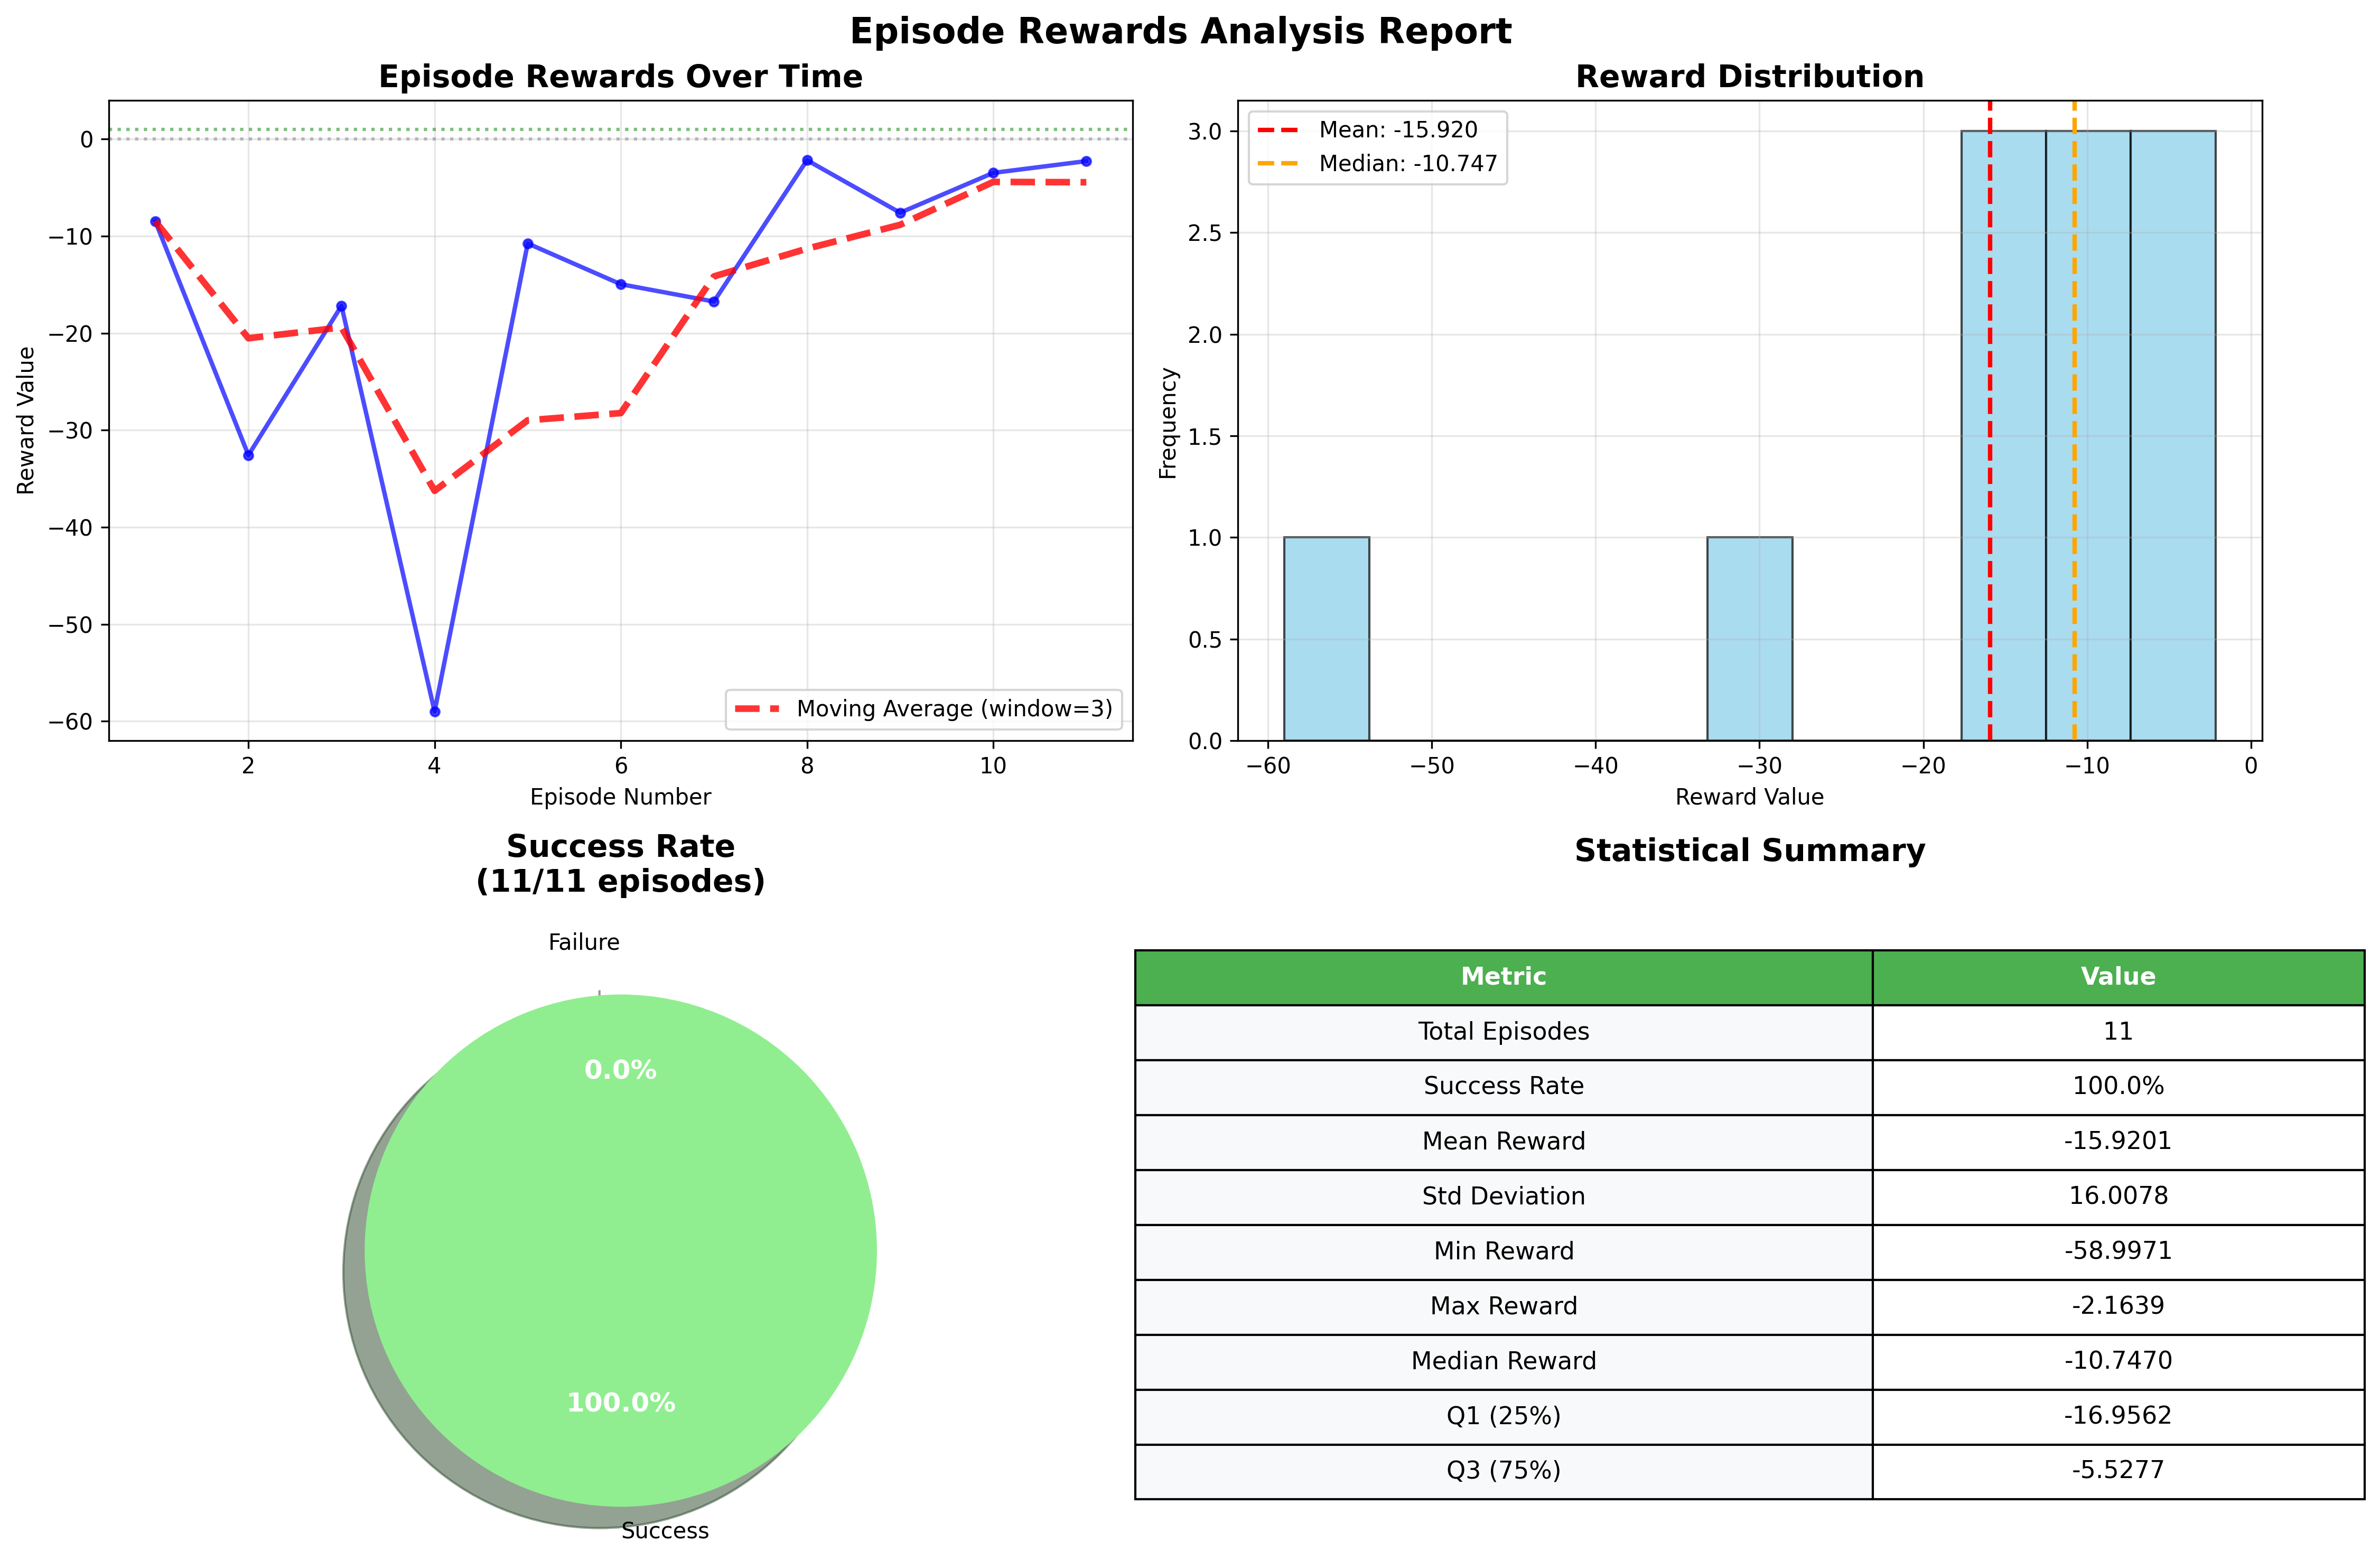 Episode Rewards Analysis Report
Episode Rewards Over Time
Reward Value
0
−10
−20
−30
−40
−50
−60
2
4
6
8
10
Episode Number
Moving Average (window=3)
Reward Distribution
Mean: -15.920
Median: -10.747
Frequency
3.0
2.5
2.0
1.5
1.0
0.5
0.0
−60
−50
−40
−30
−20
−10
0
Reward Value
Success Rate
(11/11 episodes)
Failure
0.0%
100.0%
Success
Statistical Summary
Metric Value
Total Episodes 11
Success Rate 100.0%
Mean Reward -15.9201
Std Deviation 16.0078
Min Reward -58.9971
Max Reward -2.1639
Median Reward -10.7470
Q1 (25%) -16.9562
Q3 (75%) -5.5277